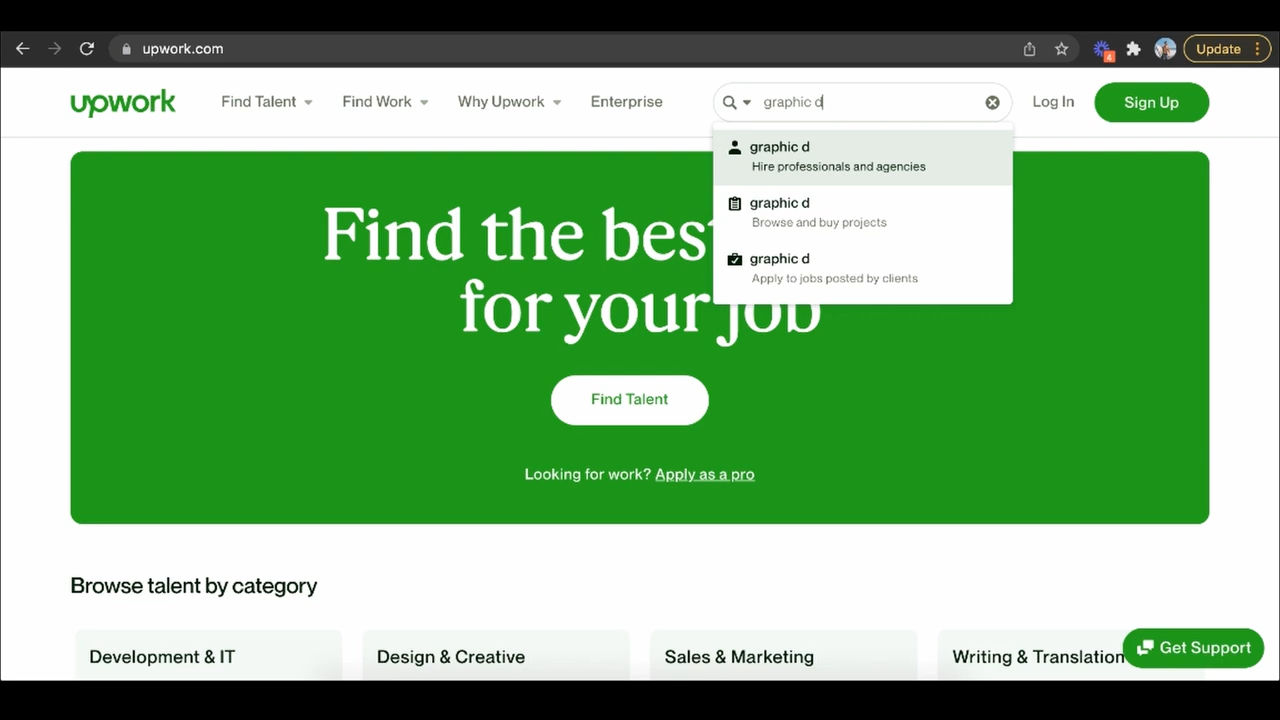 upwork.com
4
Update
upwork
Find Talent
Find Work
Why Upwork
Enterprise
graphic d
Log In
Sign Up
graphic d
Hire professionals and agencies
graphic d
Browse and buy projects
graphic d
Apply to jobs posted by clients
Find the best
for your job
Find Talent
Looking for work? Apply as a pro
Browse talent by category
Development & IT
Design & Creative
Sales & Marketing
Writing & Translation
Get Support